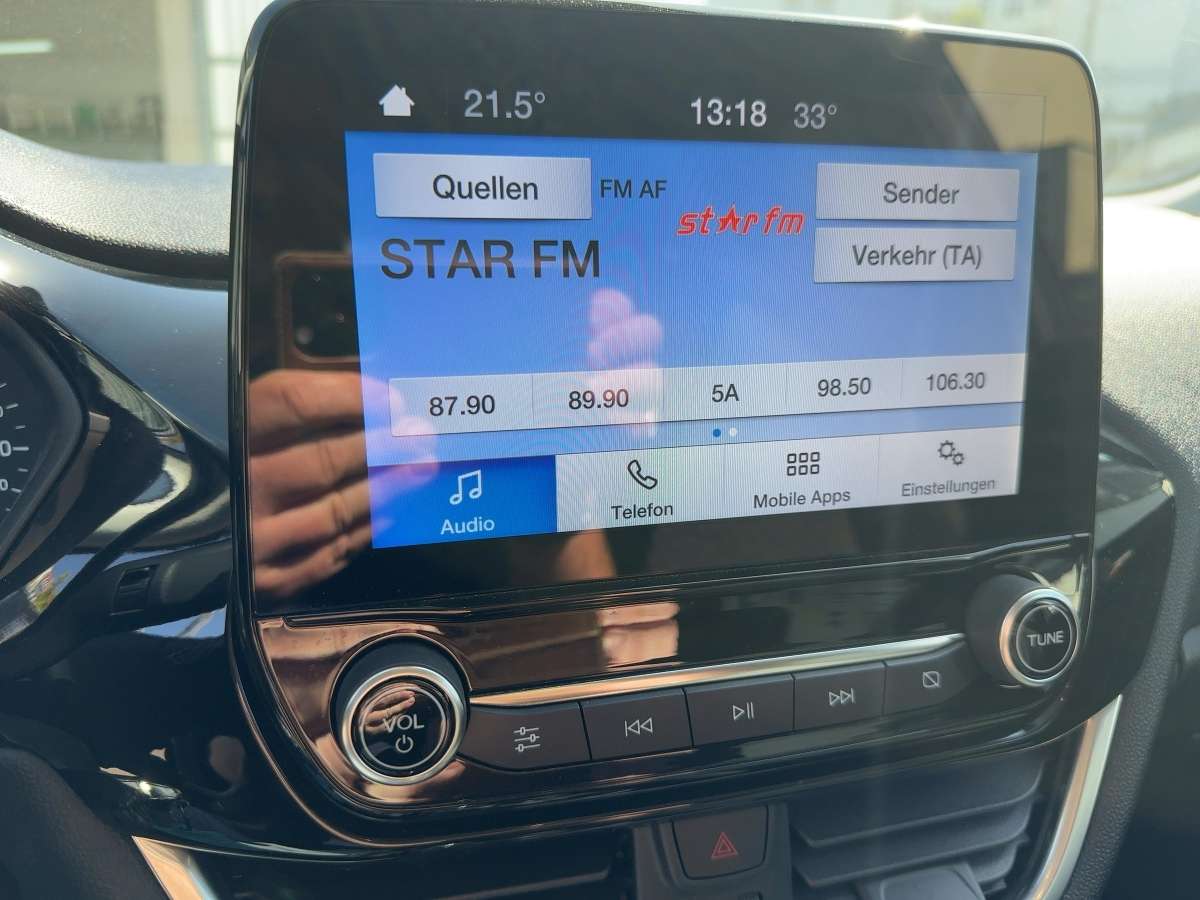 21.5° 13:18 33°
Quellen FM AF star fm Sender
STAR FM Verkehr (TA)
87.90 89.90 5A 98.50 106.30
Audio Telefon Mobile Apps Einstellungen
VOL TUNE